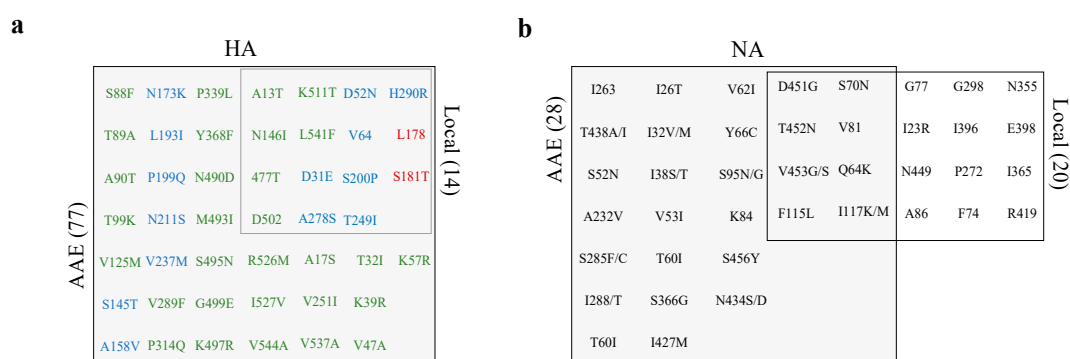 a
HA
AAE (77)
S88F N173K P339L A13T K511T D52N H290R
T89A L193I Y368F N146I L541F V64 L178
A90T P199Q N490D 477T D31E S200P S181T
T99K N211S M493I D502 A278S T249I
V125M V237M S495N R526M A17S T32I K57R
S145T V289F G499E I527V V251I K39R
A158V P314Q K497R V544A V537A V47A
Local (14)
b
NA
AAE (28)
I263 I26T V62I D451G S70N G77 G298 N355
T438A/I I32V/M Y66C T452N V81 I23R I396 E398
S52N I38S/T S95N/G V453G/S Q64K N449 P272 I365
A232V V53I K84 F115L I117K/M A86 F74 R419
S285F/C T60I S456Y
I288/T S366G N434S/D
T60I I427M
Local (20)